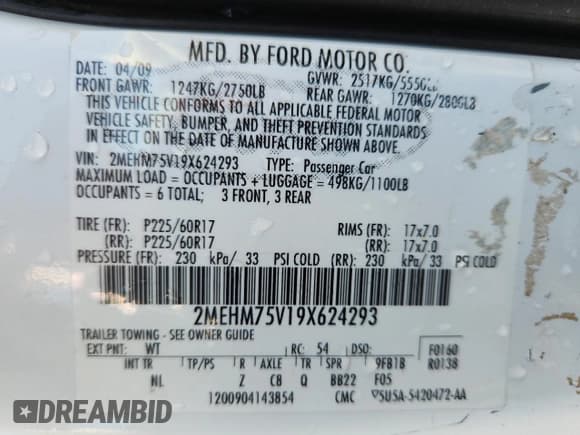 MFD. BY FORD MOTOR CO.
DATE: 04/09
GVWR: 2517KG/5550LB
FRONT GAWR: 1247KG/2750LB
REAR GAWR: 1270KG/2800LB
THIS VEHICLE CONFORMS TO ALL APPLICABLE FEDERAL MOTOR
VEHICLE SAFETY, BUMPER, AND THEFT PREVENTION STANDARDS
IN EFFECT ON THE DATE OF MANUFACTURE SHOWN ABOVE.
VIN: 2MEHM75V19X624293 TYPE: Passenger Car
MAXIMUM LOAD = OCCUPANTS + LUGGAGE = 498KG/1100LB
OCCUPANTS = 6 TOTAL; 3 FRONT, 3 REAR
TIRE (FR): P225/60R17 RIMS (FR): 17x7.0
(RR): P225/60R17 (RR): 17x7.0
PRESSURE (FR): 230 kPa/ 33 PSI COLD (RR): 230 kPa/ 33 PSI COLD
2MEHM75V19X624293
TRAILER TOWING - SEE OWNER GUIDE
EXT PNT: WT RC: 54 DSO: F0160
INT TR TP/PS R AXLE TR SPR 9FB1B R0138
NL Z C8 Q BB22 F05
1200904143854 CMC 5U5A-5420472-AA
DREAMBID
dreambid.com